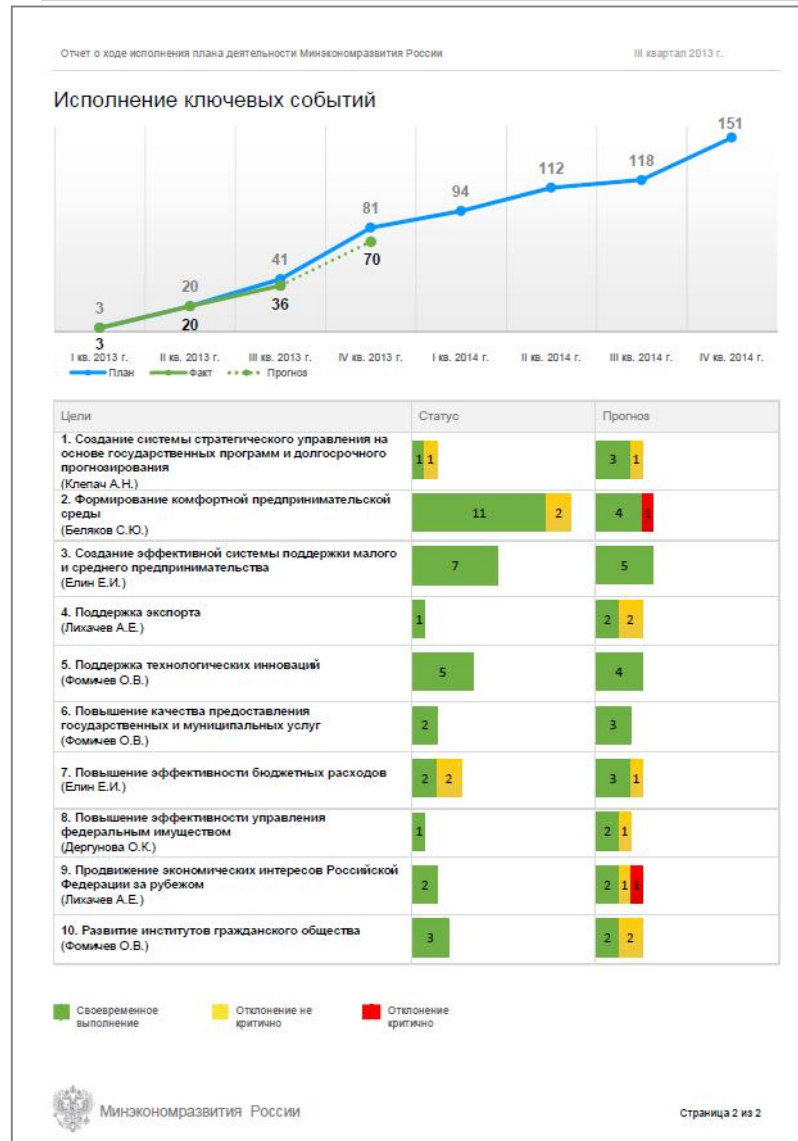 Отчет о ходе исполнения плана деятельности Минэкономразвития России
III квартал 2013 г.
Исполнение ключевых событий
3
20
41
81
94
112
118
151
3
20
36
70
I кв. 2013 г.
II кв. 2013 г.
III кв. 2013 г.
IV кв. 2013 г.
I кв. 2014 г.
II кв. 2014 г.
III кв. 2014 г.
IV кв. 2014 г.
План
Факт
Прогноз
Цели
Статус
Прогноз
1. Создание системы стратегического управления на
основе государственных программ и долгосрочного
прогнозирования
(Клепач А.Н.)
1 1
3 1
2. Формирование комфортной предпринимательской
среды
(Беляков С.Ю.)
11 2
4 1
3. Создание эффективной системы поддержки малого
и среднего предпринимательства
(Елин Е.И.)
7
5
4. Поддержка экспорта
(Лихачев А.Е.)
1
2 2
5. Поддержка технологических инноваций
(Фомичев О.В.)
5
4
6. Повышение качества предоставления
государственных и муниципальных услуг
(Фомичев О.В.)
2
3
7. Повышение эффективности бюджетных расходов
(Елин Е.И.)
2 2
3 1
8. Повышение эффективности управления
федеральным имуществом
(Дергунова О.К.)
1
2 1
9. Продвижение экономических интересов Российской
Федерации за рубежом
(Лихачев А.Е.)
2
2 1 1
10. Развитие институтов гражданского общества
(Фомичев О.В.)
3
2 2
Своевременное
выполнение
Отклонение не
критично
Отклонение
критично
Минэкономразвития России
Страница 2 из 2